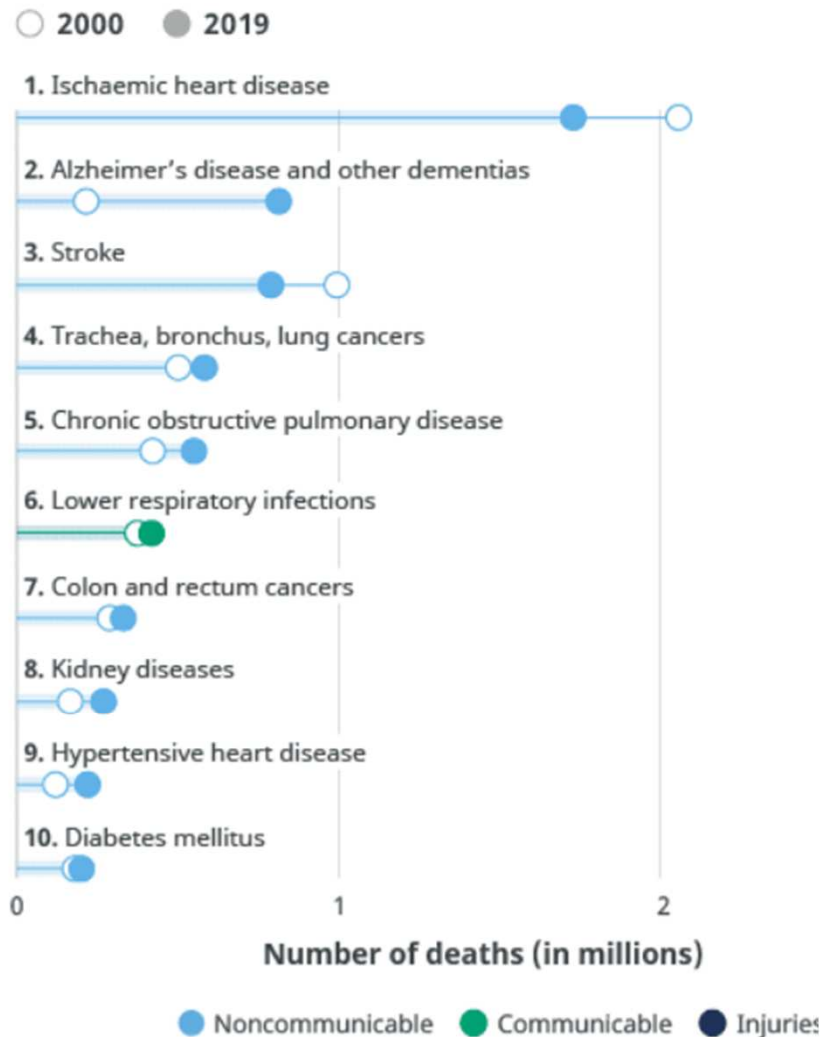 2000 2019
1. Ischaemic heart disease
2. Alzheimer's disease and other dementias
3. Stroke
4. Trachea, bronchus, lung cancers
5. Chronic obstructive pulmonary disease
6. Lower respiratory infections
7. Colon and rectum cancers
8. Kidney diseases
9. Hypertensive heart disease
10. Diabetes mellitus
0 1 2
Number of deaths (in millions)
Noncommunicable Communicable Injuries